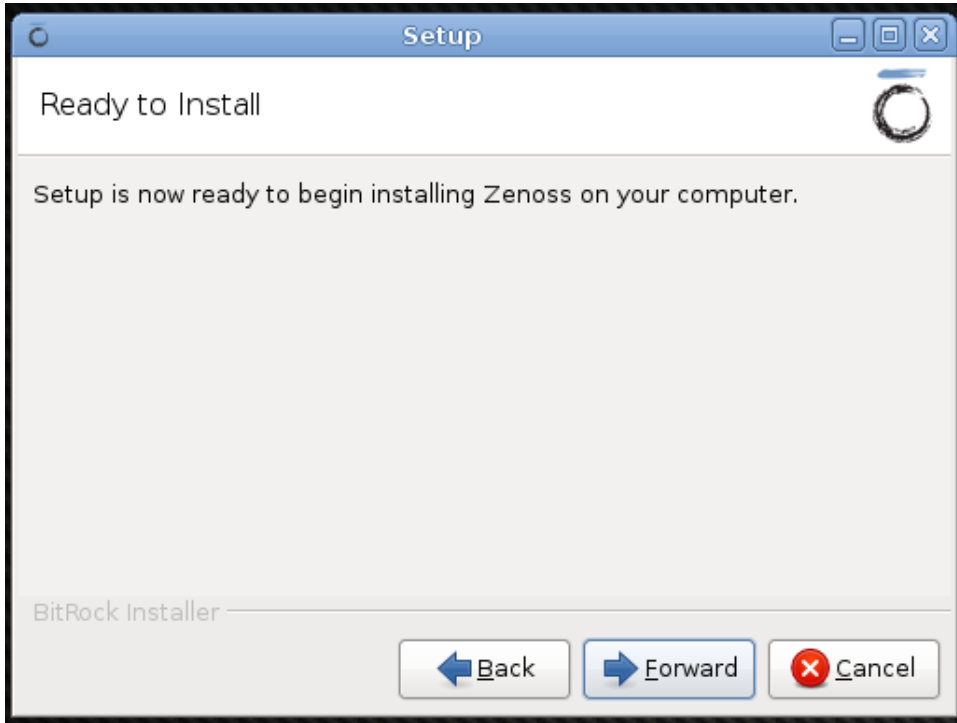 Setup
Ready to Install
Setup is now ready to begin installing Zenoss on your computer.
BitRock Installer
Back
Forward
Cancel